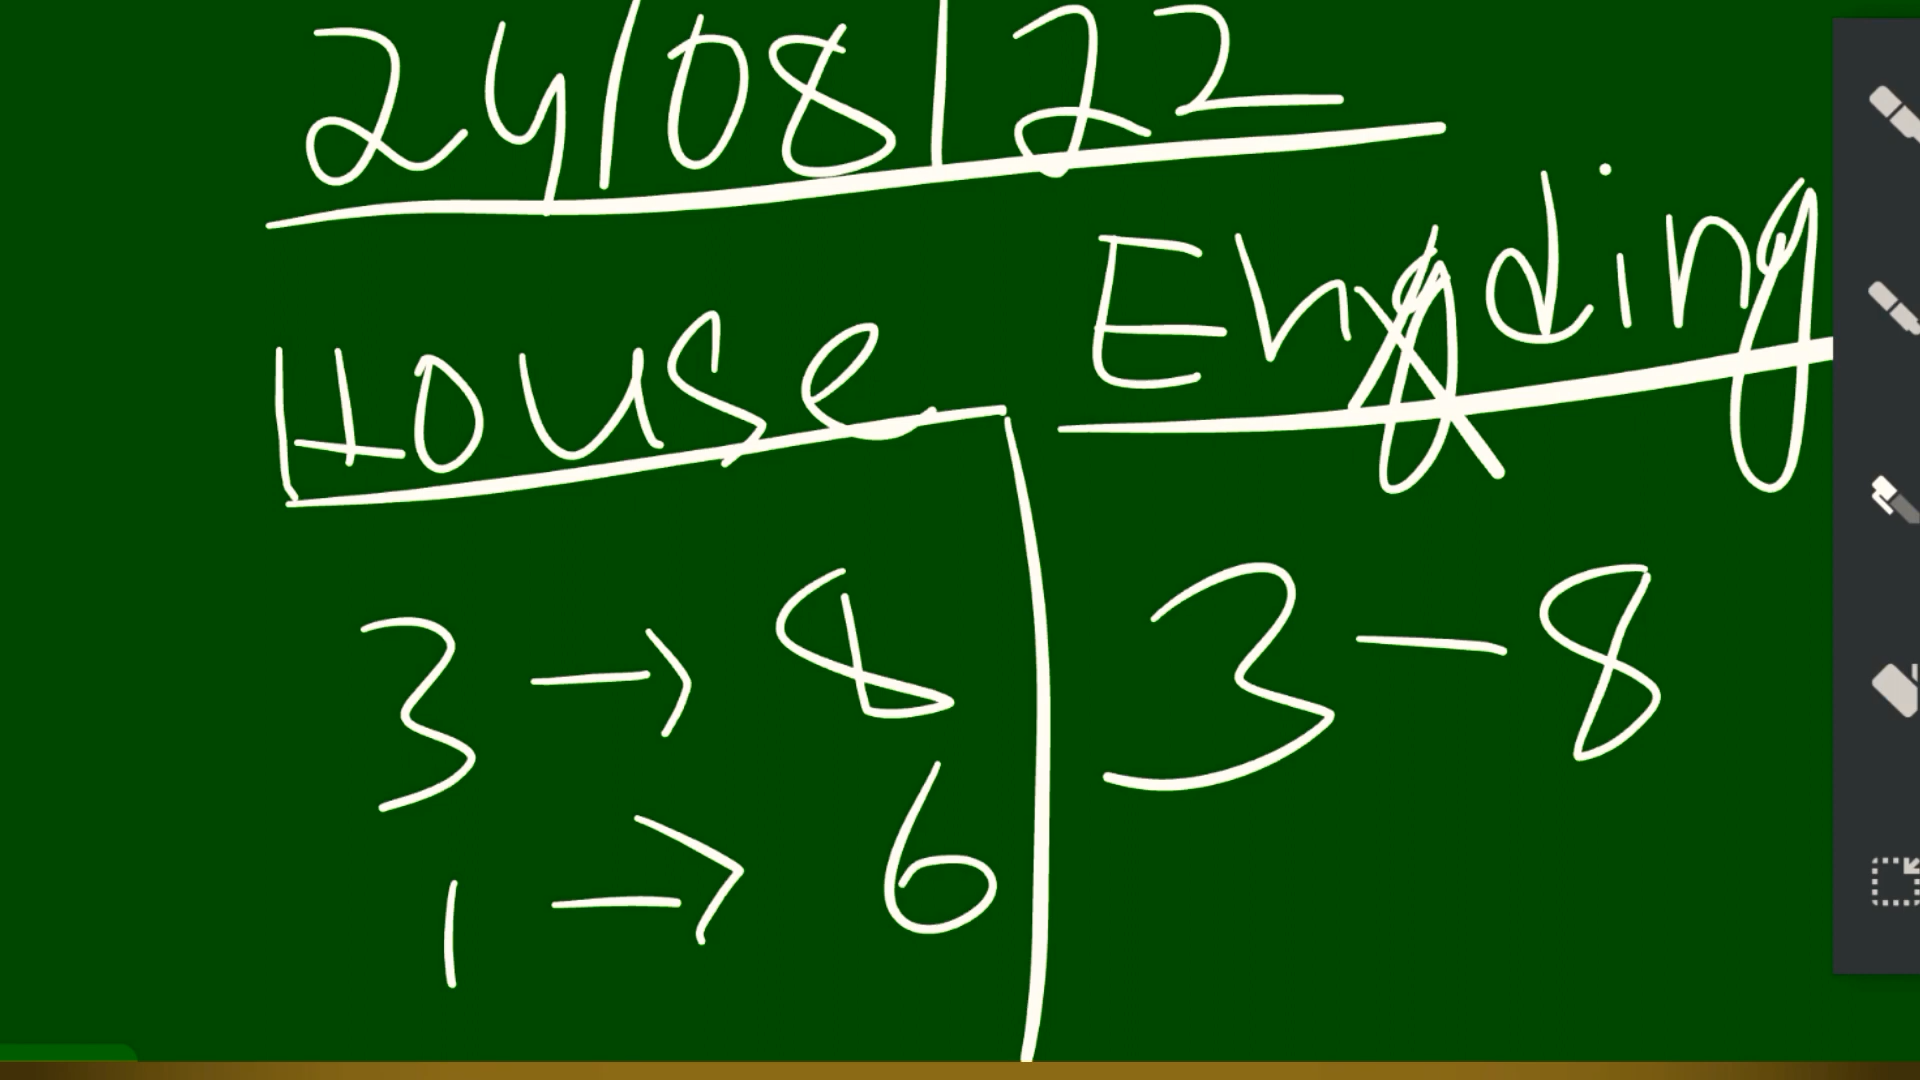 24/08/22
House
Ending
3 → 8
1 → 6
3 - 8